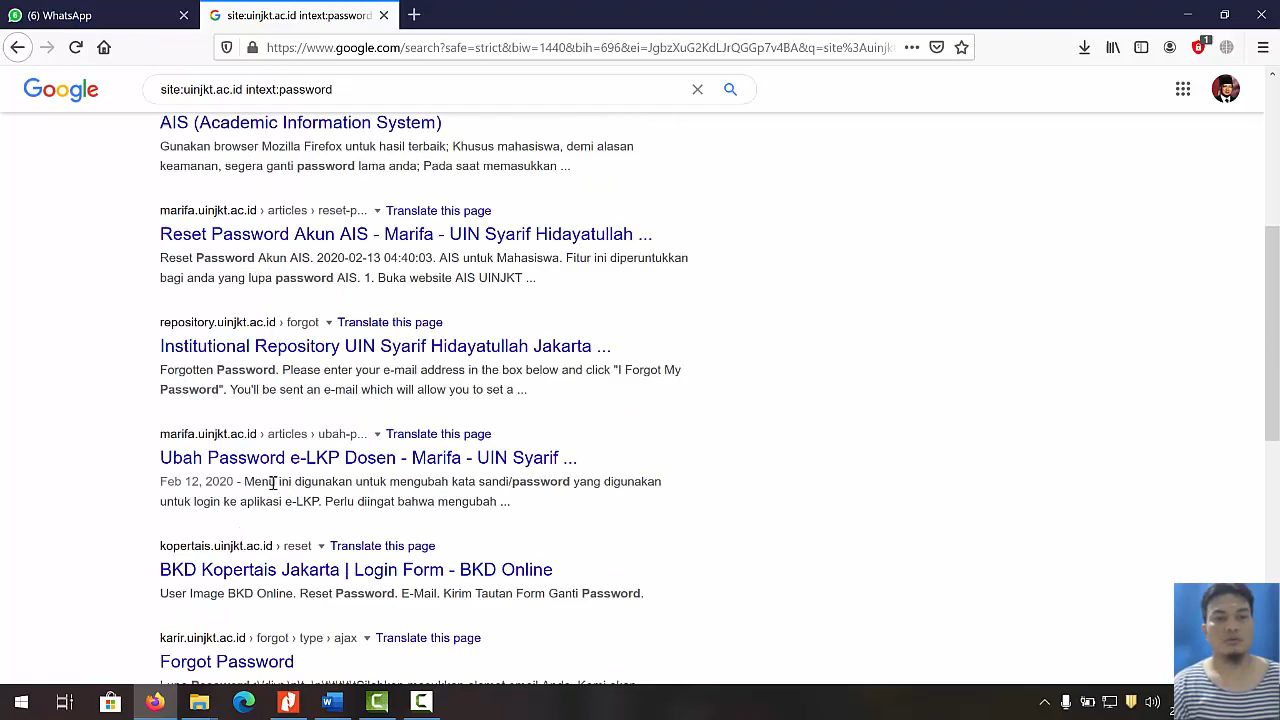 (6) WhatsApp
site:uinjkt.ac.id intext:password
https://www.google.com/search?safe=strict&biw=1440&bih=696&ei=JgbzXuG2KdLJrQGGp7v4BA&q=site%3Auinjk
1
Google
site:uinjkt.ac.id intext:password
AIS (Academic Information System)
Gunakan browser Mozilla Firefox untuk hasil terbaik; Khusus mahasiswa, demi alasan
keamanan, segera ganti password lama anda; Pada saat memasukkan ...
marifa.uinjkt.ac.id › articles › reset-p... Translate this page
Reset Password Akun AIS - Marifa - UIN Syarif Hidayatullah ...
Reset Password Akun AIS. 2020-02-13 04:40:03. AIS untuk Mahasiswa. Fitur ini diperuntukkan
bagi anda yang lupa password AIS. 1. Buka website AIS UINJKT ...
repository.uinjkt.ac.id › forgot Translate this page
Institutional Repository UIN Syarif Hidayatullah Jakarta ...
Forgotten Password. Please enter your e-mail address in the box below and click "I Forgot My
Password". You'll be sent an e-mail which will allow you to set a ...
marifa.uinjkt.ac.id › articles › ubah-p... Translate this page
Ubah Password e-LKP Dosen - Marifa - UIN Syarif ...
Feb 12, 2020 - Menu ini digunakan untuk mengubah kata sandi/password yang digunakan
untuk login ke aplikasi e-LKP. Perlu diingat bahwa mengubah ...
kopertais.uinjkt.ac.id › reset Translate this page
BKD Kopertais Jakarta | Login Form - BKD Online
User Image BKD Online. Reset Password. E-Mail. Kirim Tautan Form Ganti Password.
karir.uinjkt.ac.id › forgot › type › ajax Translate this page
Forgot Password